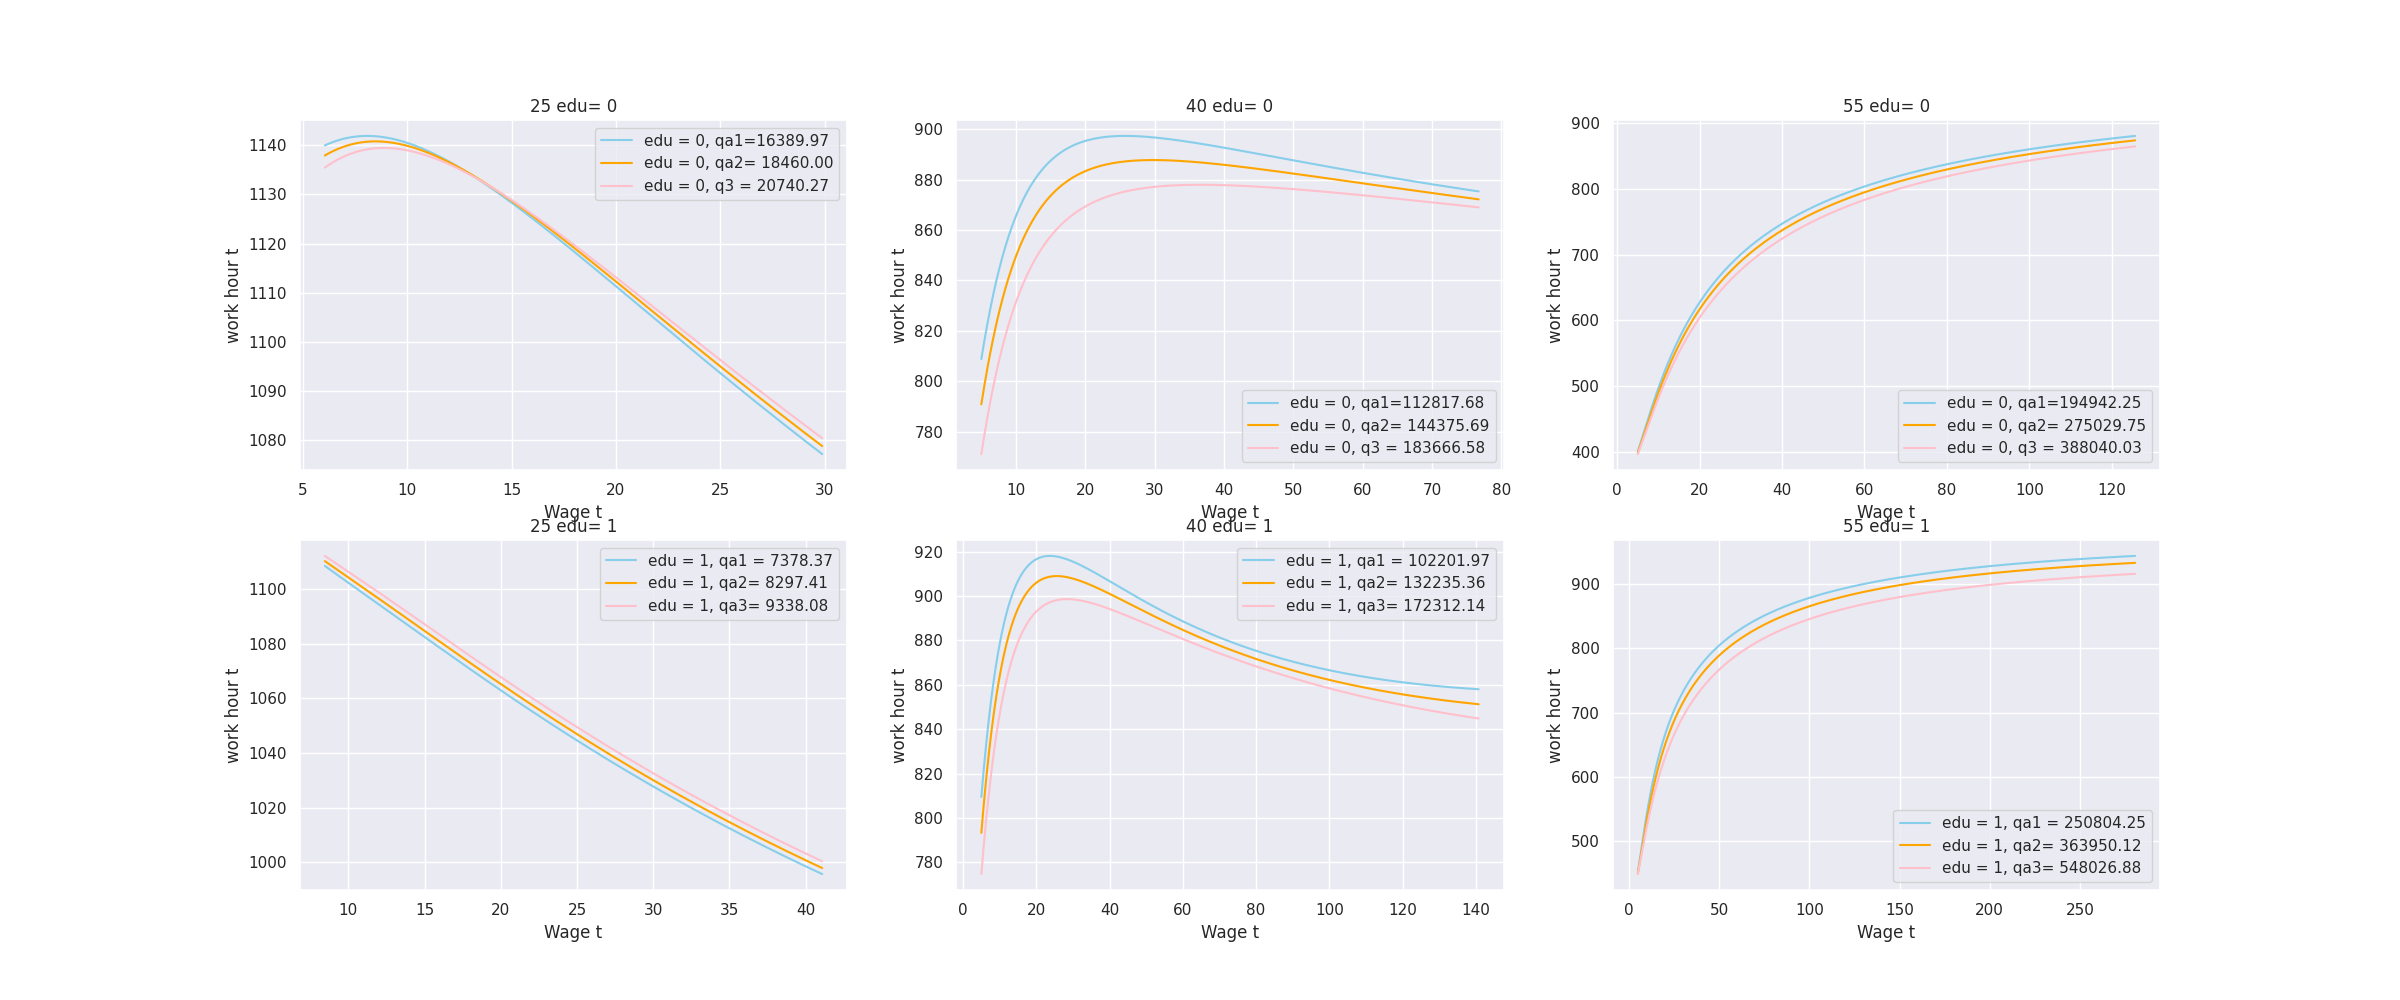 25 edu= 0
work hour t
1140
1130
1120
1110
1100
1090
1080
edu = 0, qa1=16389.97
edu = 0, qa2= 18460.00
edu = 0, q3 = 20740.27
5 10 15 20 25 30
Wage t
40 edu= 0
work hour t
900
880
860
840
820
800
780
edu = 0, qa1=112817.68
edu = 0, qa2= 144375.69
edu = 0, q3 = 183666.58
10 20 30 40 50 60 70 80
Wage t
55 edu= 0
work hour t
900
800
700
600
500
400
edu = 0, qa1=194942.25
edu = 0, qa2= 275029.75
edu = 0, q3 = 388040.03
0 20 40 60 80 100 120
Wage t
25 edu= 1
work hour t
1100
1080
1060
1040
1020
1000
edu = 1, qa1 = 7378.37
edu = 1, qa2= 8297.41
edu = 1, qa3= 9338.08
10 15 20 25 30 35 40
Wage t
40 edu= 1
work hour t
920
900
880
860
840
820
800
780
edu = 1, qa1 = 102201.97
edu = 1, qa2= 132235.36
edu = 1, qa3= 172312.14
0 20 40 60 80 100 120 140
Wage t
55 edu= 1
work hour t
900
800
700
600
500
edu = 1, qa1 = 250804.25
edu = 1, qa2= 363950.12
edu = 1, qa3= 548026.88
0 50 100 150 200 250
Wage t